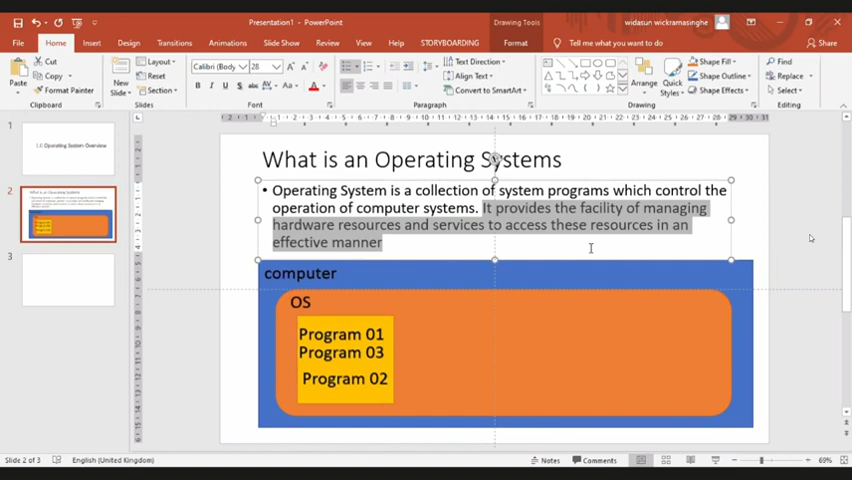 Presentation1 - PowerPoint
Drawing Tools
widasun wickramasinghe
File
Home
Insert
Design
Transitions
Animations
Slide Show
Review
View
Help
STORYBOARDING
Format
Tell me what you want to do
Share
Paste
Cut
Copy
Format Painter
Clipboard
New
Slide
Layout
Reset
Section
Slides
Calibri (Body)
28
Font
Text Direction
Align Text
Convert to SmartArt
Paragraph
Arrange
Quick
Styles
Shape Fill
Shape Outline
Shape Effects
Drawing
Find
Replace
Select
Editing
1
1.0 Operating System Overview
2
3
What is an Operating Systems
• Operating System is a collection of system programs which control the
operation of computer systems. It provides the facility of managing
hardware resources and services to access these resources in an
effective manner
computer
OS
Program 01
Program 03
Program 02
Slide 2 of 3
English (United Kingdom)
Notes
Comments
69%